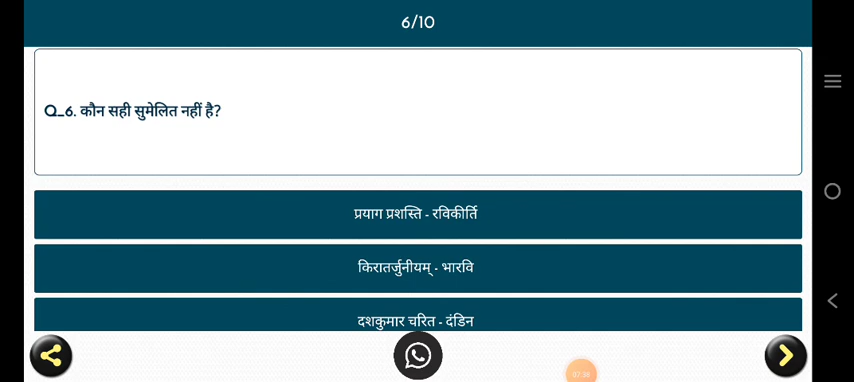 6/10
Q_6. कौन सही सुमेलित नहीं है?
प्रयाग प्रशस्ति - रविकीर्ति
किरातर्जुनीयम् - भारवि
दशकुमार चरित - दंडिन